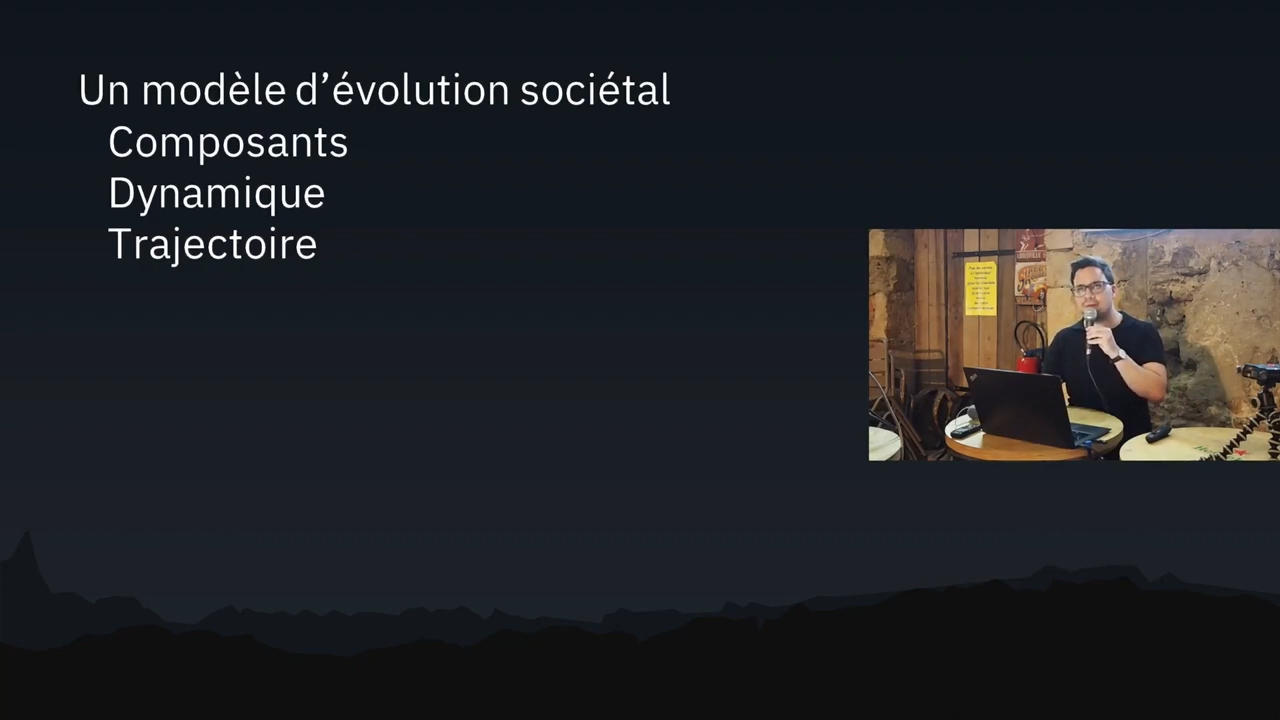 Un modèle d’évolution sociétal
Composants
Dynamique
Trajectoire